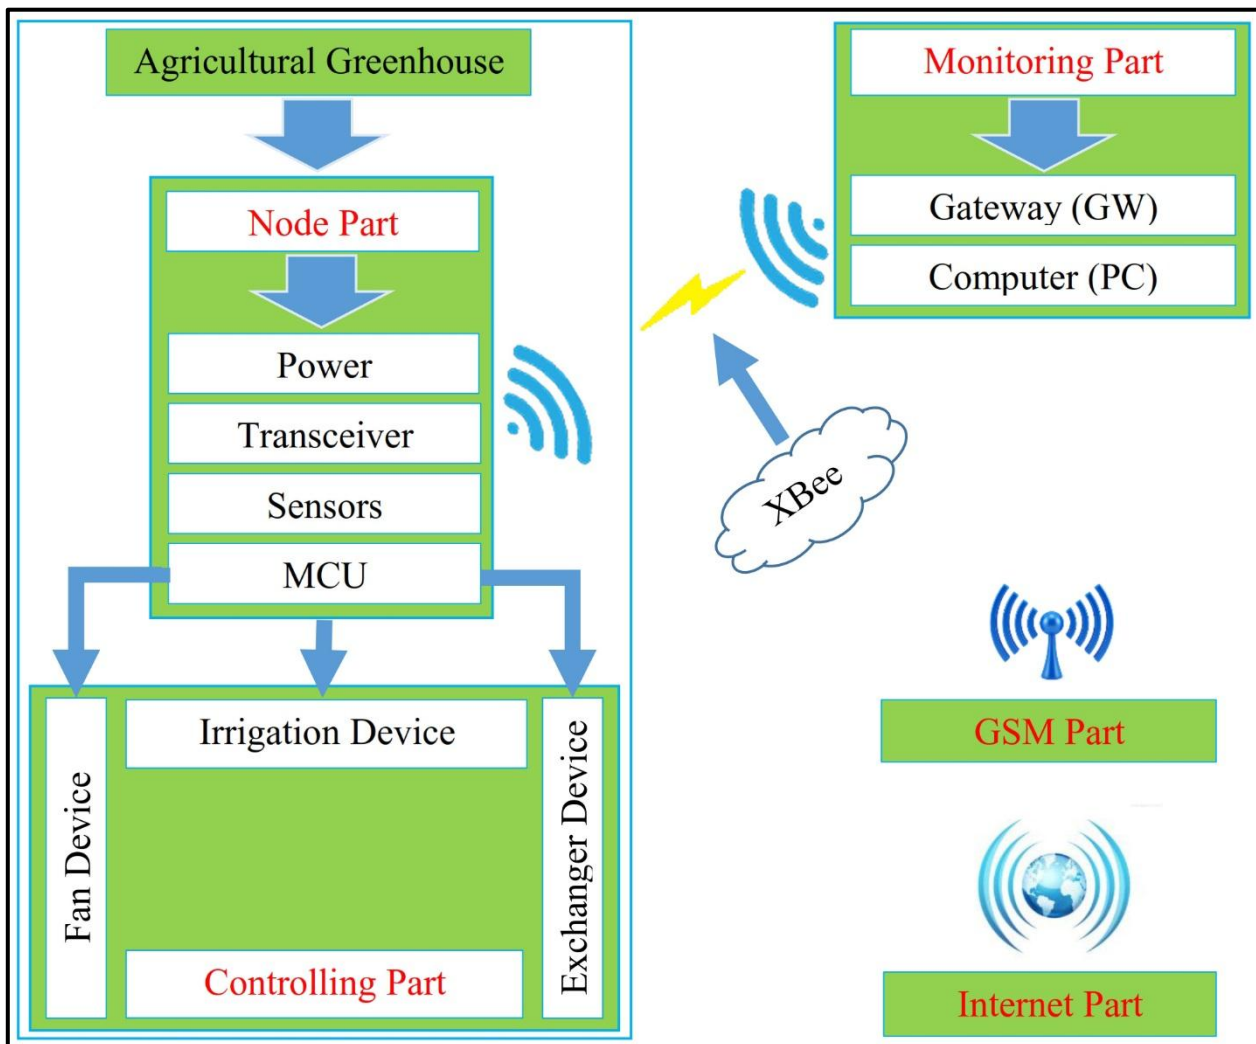 Agricultural Greenhouse
Node Part
Power
Transceiver
Sensors
MCU
Fan Device
Irrigation Device
Exchanger Device
Controlling Part
Monitoring Part
Gateway (GW)
Computer (PC)
XBee
GSM Part
Internet Part